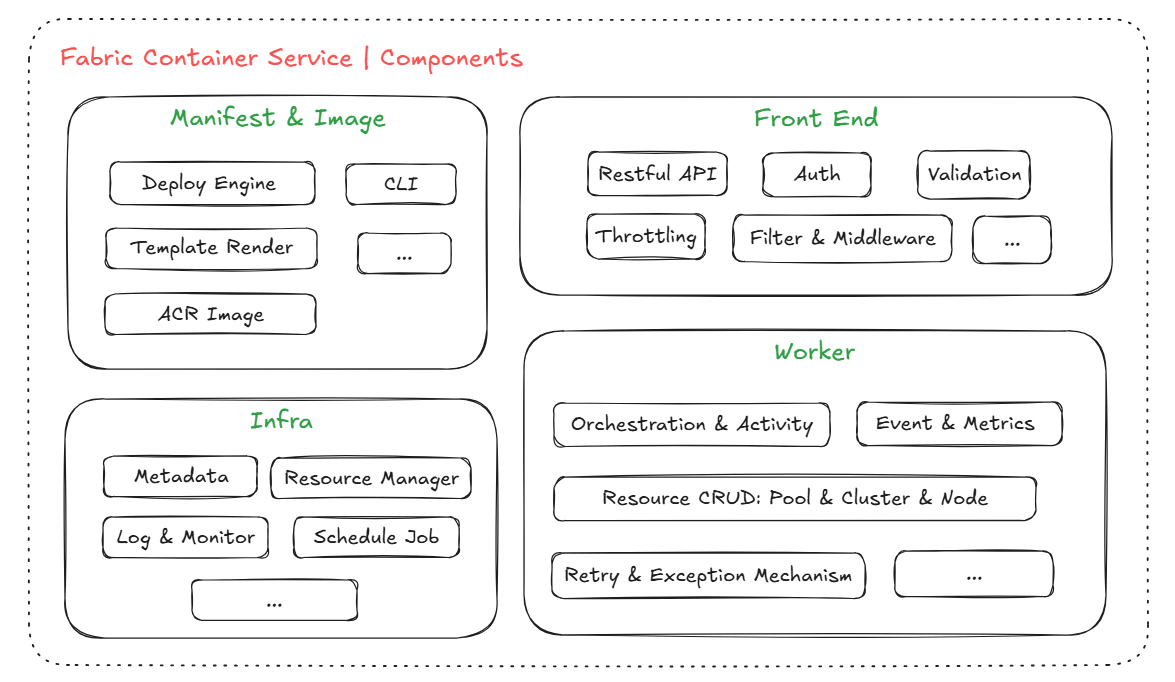 Fabric Container Service | Components
Manifest & Image
Deploy Engine
CLI
Template Render
...
ACR Image
Front End
Restful API
Auth
Validation
Throttling
Filter & Middleware
...
Infra
Metadata
Resource Manager
Log & Monitor
Schedule Job
...
Worker
Orchestration & Activity
Event & Metrics
Resource CRUD: Pool & Cluster & Node
Retry & Exception Mechanism
...